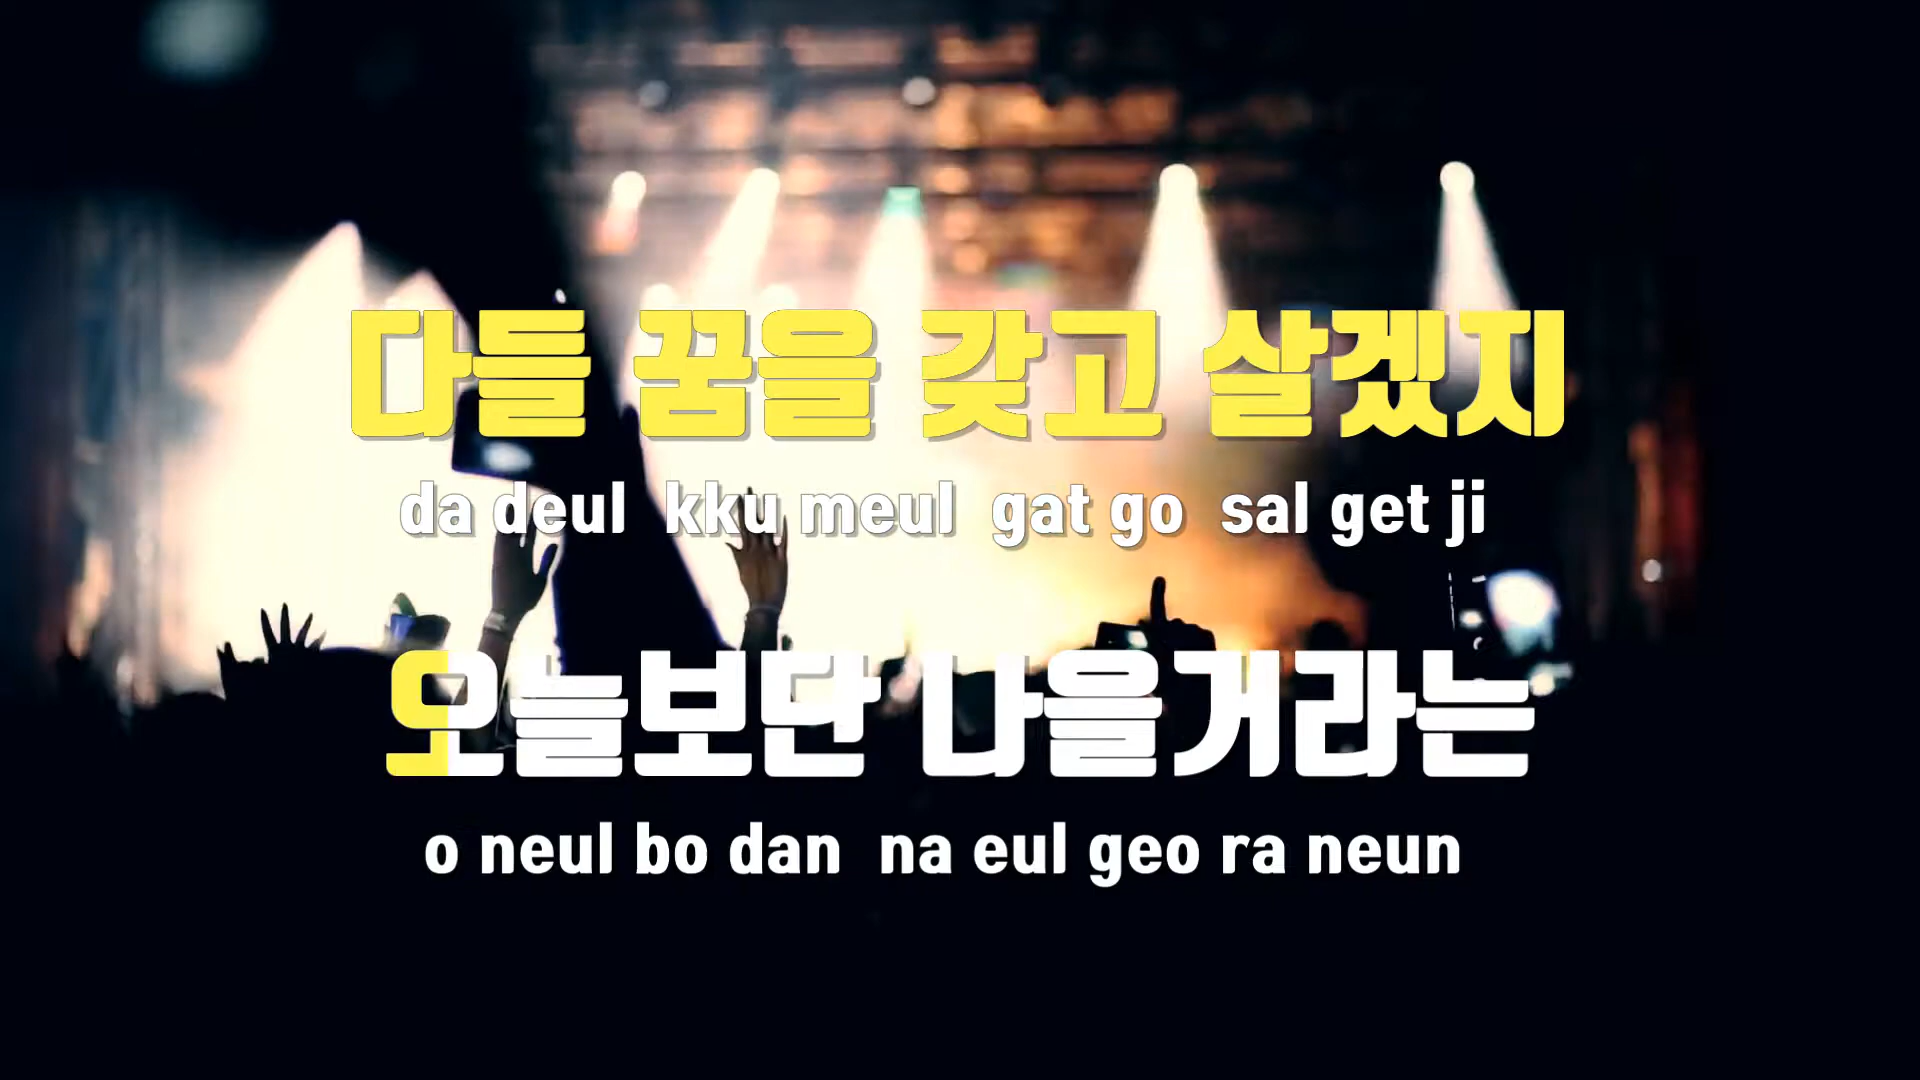 다들 꿈을 갖고 살겠지
da deul kku meul gat go sal get ji
오늘보단 나을거라는
o neul bo dan na eul geo ra neun